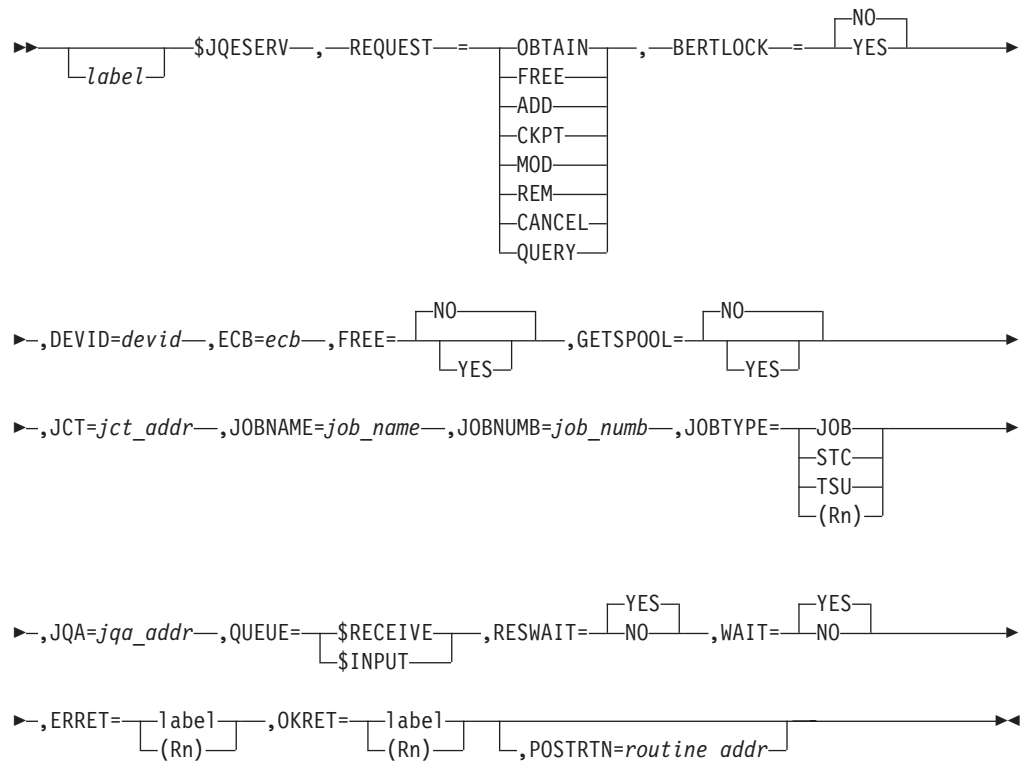 NO
$JQESERV , REQUEST = OBTAIN , BERTLOCK = YES
label FREE
ADD
CKPT
MOD
REM
CANCEL
QUERY
NO NO
,DEVID=devid ,ECB=ecb ,FREE= ,GETSPOOL=
YES YES
,JCT=jct_addr ,JOBNAME=job_name ,JOBNUMB=job_numb ,JOBTYPE= JOB
STC
TSU
(Rn)
YES YES
,JQA=jqa_addr ,QUEUE= $RECEIVE ,RESWAIT= NO ,WAIT= NO
$INPUT
,ERRET= label ,OKRET= label
(Rn) (Rn) ,POSTRTN=routine addr